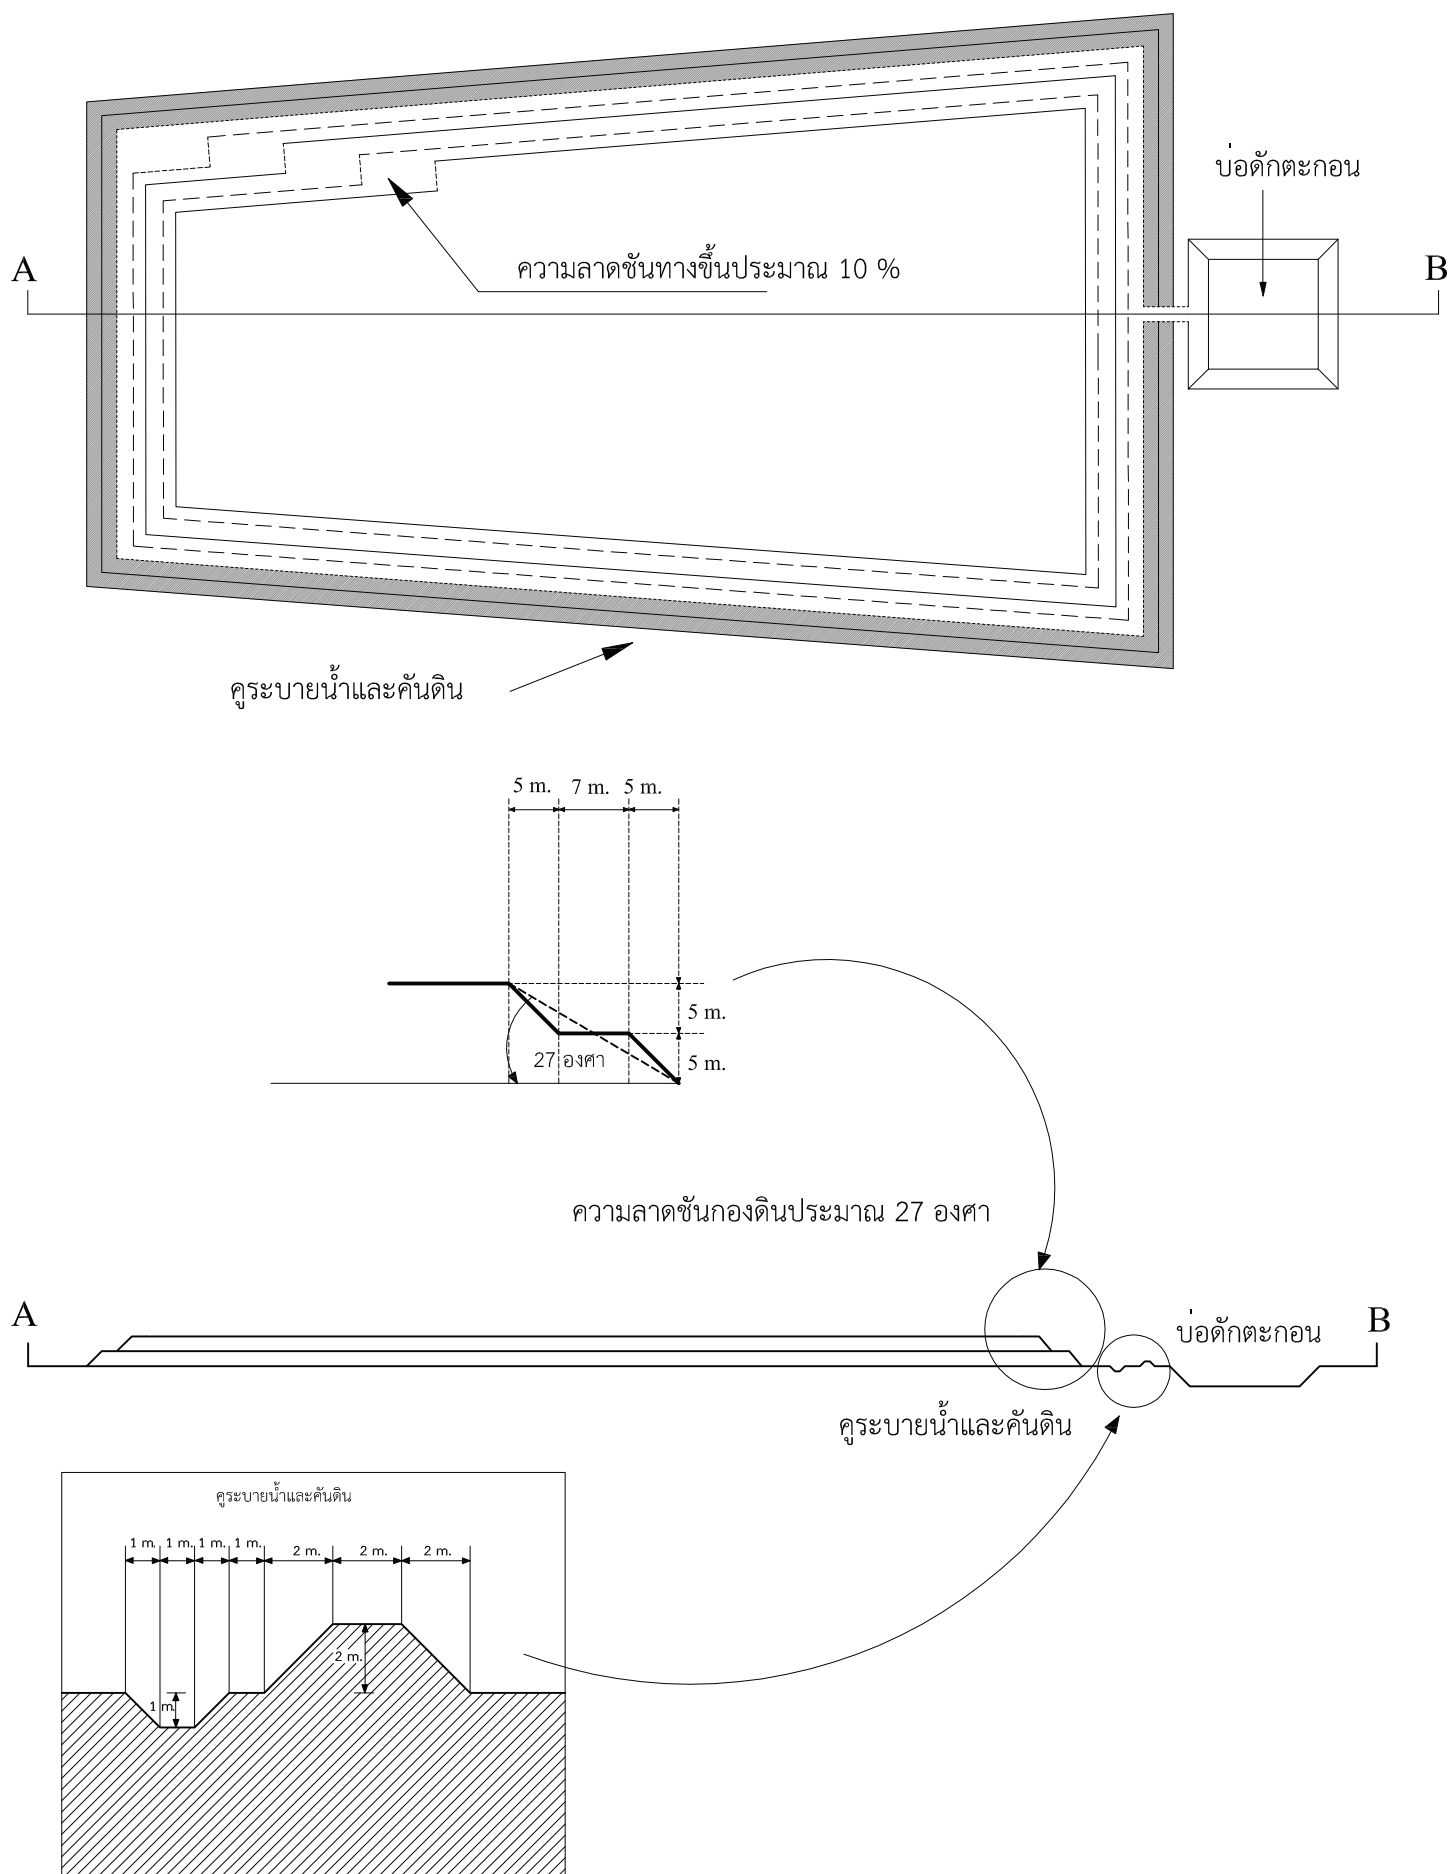 บ่อดักตะกอน
A
ความลาดชันทางขึ้นประมาณ 10 %
B
คูระบายน้ำและคันดิน
5 m. 7 m. 5 m.
5 m.
27 องศา
5 m.
ความลาดชันกองดินประมาณ 27 องศา
A
บ่อดักตะกอน
B
คูระบายน้ำและคันดิน
คูระบายน้ำและคันดิน
1 m. 1 m. 1 m. 1 m. 2 m. 2 m. 2 m.
2 m.
1 m.